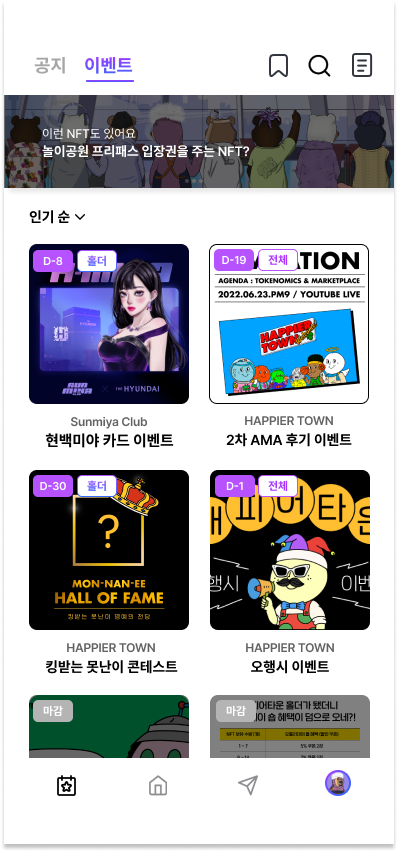 공지 이벤트
이런 NFT도 있어요
놀이공원 프리패스 입장권을 주는 NFT?
인기 순
D-8 홀더
SUNMIYA
× THE HYUNDAI
Sunmiya Club
현백미야 카드 이벤트
D-19 전체
ATION
AGENDA : TOKENOMICS & MARKETPLACE
2022.06.23.PM9 / YOUTUBE LIVE
HAPPIER
TOWN
HAPPIER TOWN
2차 AMA 후기 이벤트
D-30 홀더
?
MON-NAN-EE
HALL OF FAME
킹받는 못난이 명예의 전당
HAPPIER TOWN
킹받는 못난이 콘테스트
D-1 전체
해피어타운
행시 이벤
HAPPIER TOWN
오행시 이벤트
마감
마감
이어타운 홀더가 됐더니
이 숍 혜택이 덤으로 오네?!
1 ~ 7